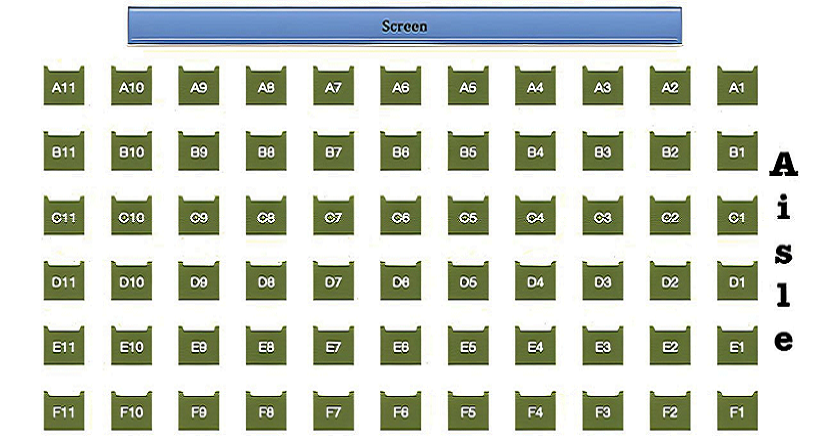 Screen
A11 A10 A9 A8 A7 A6 A5 A4 A3 A2 A1
B11 B10 B9 B8 B7 B6 B5 B4 B3 B2 B1
C11 C10 C9 C8 C7 C6 C5 C4 C3 C2 C1
D11 D10 D9 D8 D7 D6 D5 D4 D3 D2 D1
E11 E10 E9 E8 E7 E6 E5 E4 E3 E2 E1
F11 F10 F9 F8 F7 F6 F5 F4 F3 F2 F1
Aisle